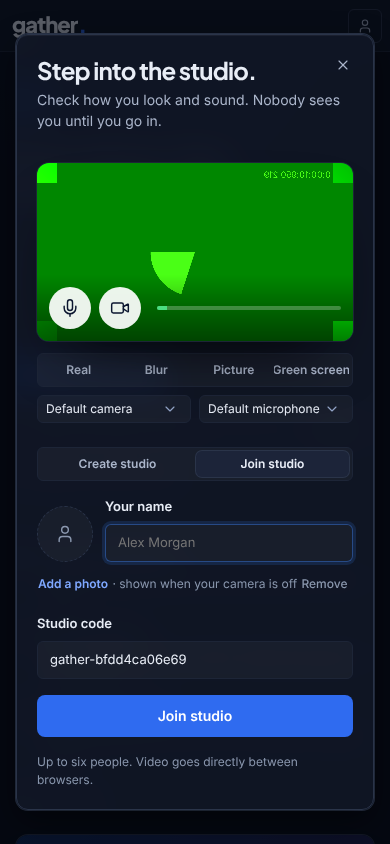 gather.
Step into the studio.
Check how you look and sound. Nobody sees
you until you go in.
Real
Blur
Picture
Green screen
Default camera
Default microphone
Create studio
Join studio
Your name
Alex Morgan
Add a photo · shown when your camera is off Remove
Studio code
gather-bfdd4ca06e69
Join studio
Up to six people. Video goes directly between
browsers.